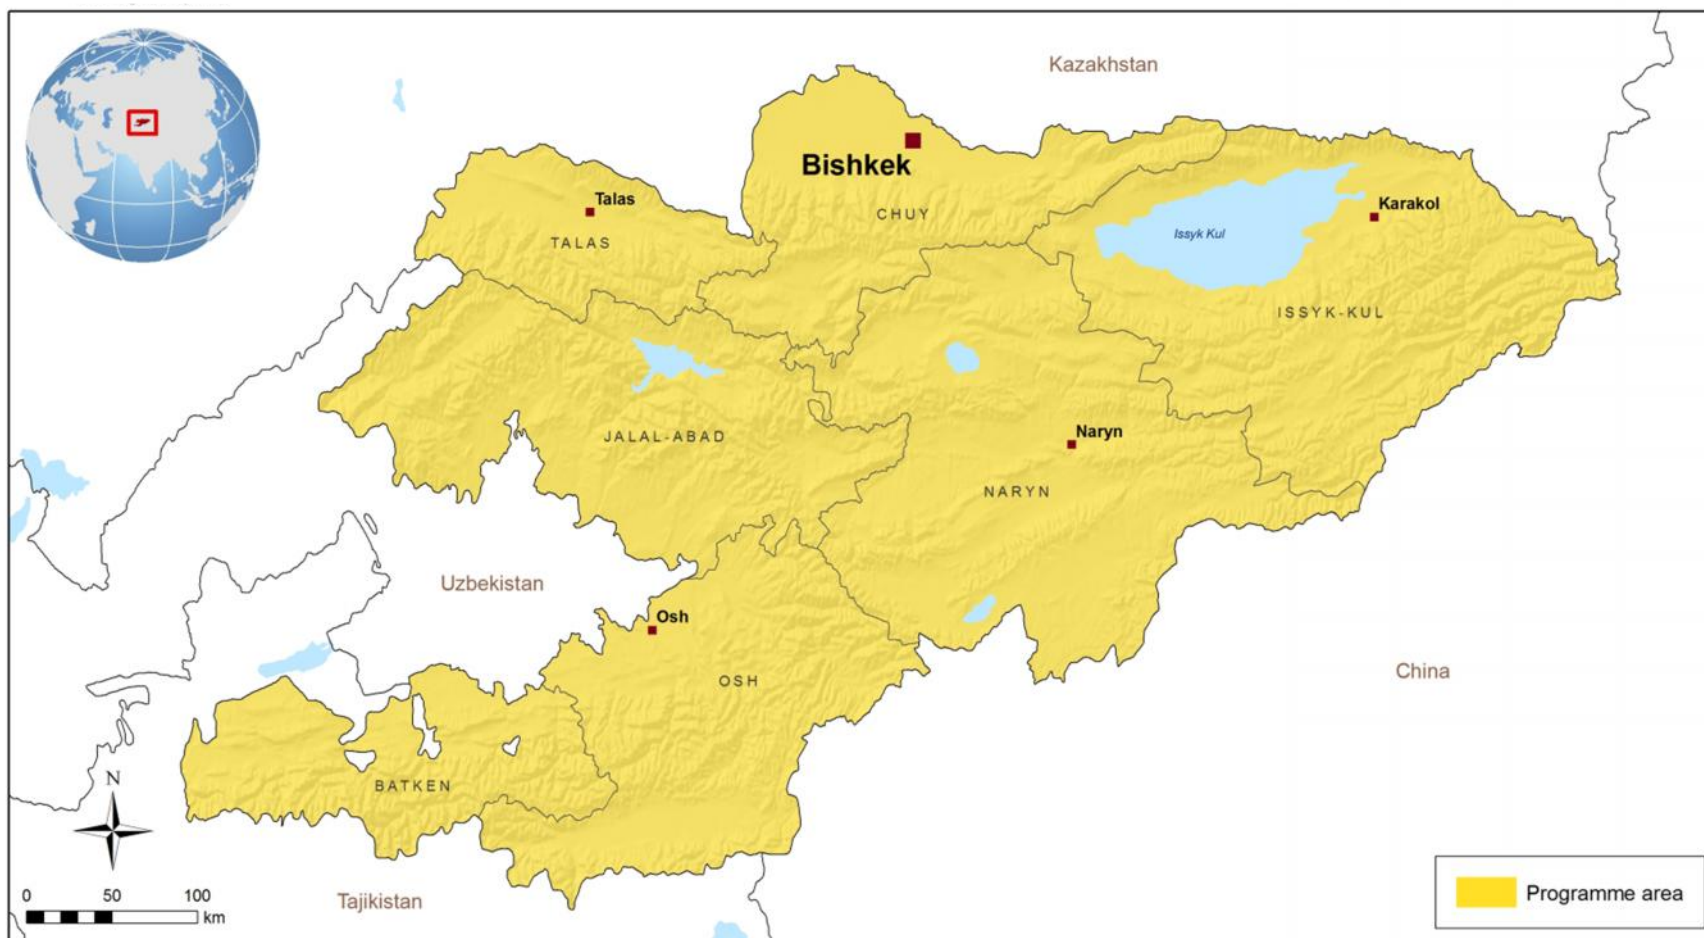 Kazakhstan
Bishkek
Talas
CHUY
Karakol
TALAS
Issyk Kul
ISSYK-KUL
JALAL-ABAD
Naryn
NARYN
Uzbekistan
Osh
OSH
China
BATKEN
N
0 50 100
km
Tajikistan
Programme area